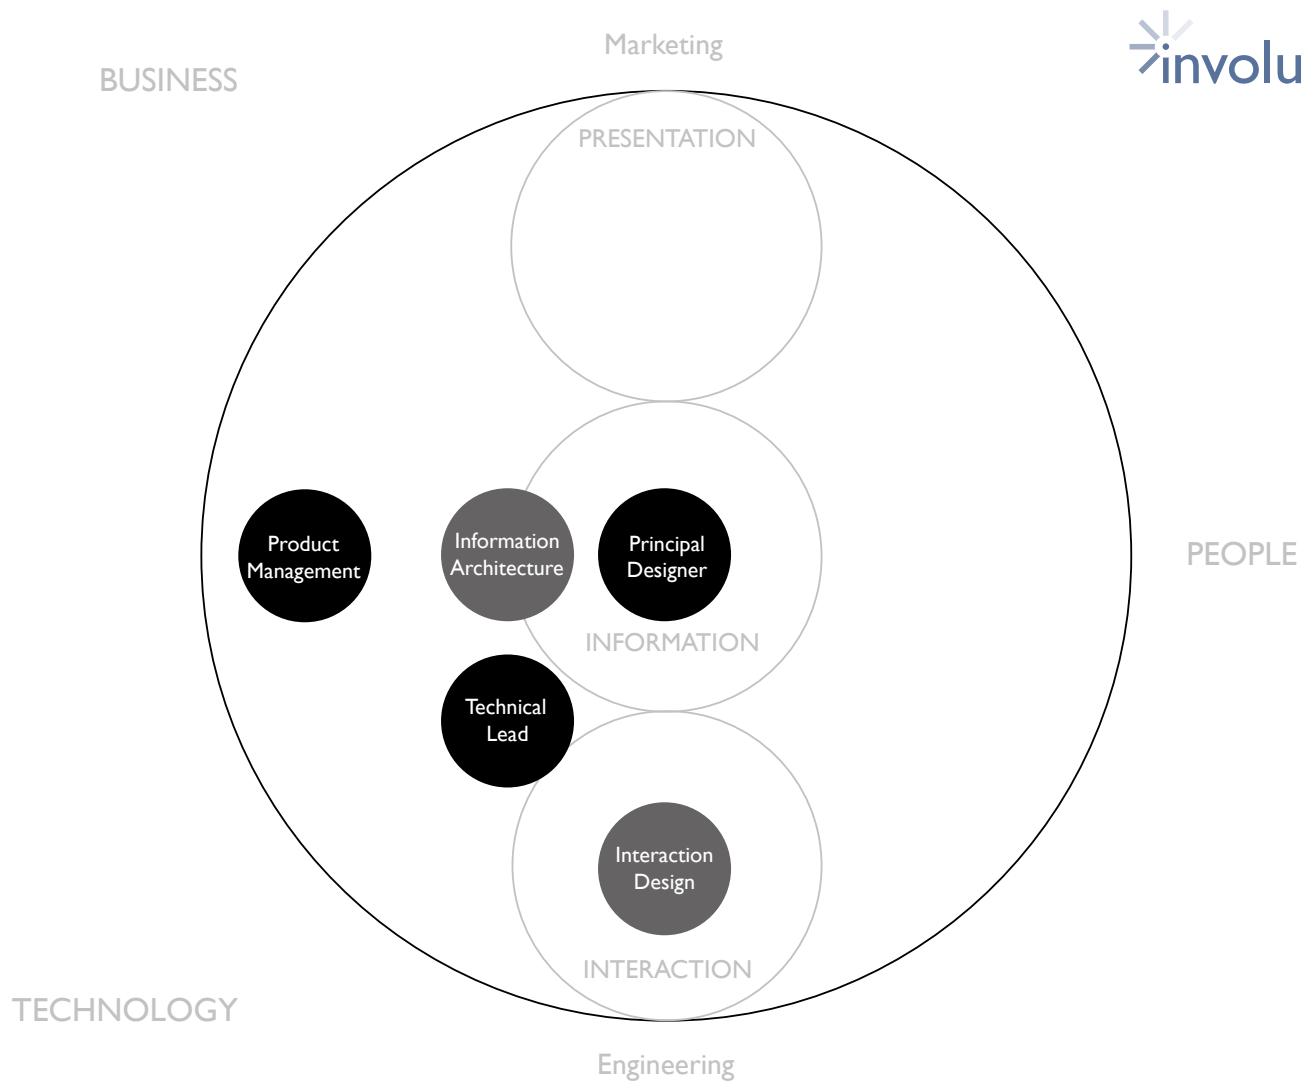 Marketing
BUSINESS
involu
PRESENTATION
Product
Management
Information
Architecture
Principal
Designer
PEOPLE
INFORMATION
Technical
Lead
Interaction
Design
INTERACTION
TECHNOLOGY
Engineering